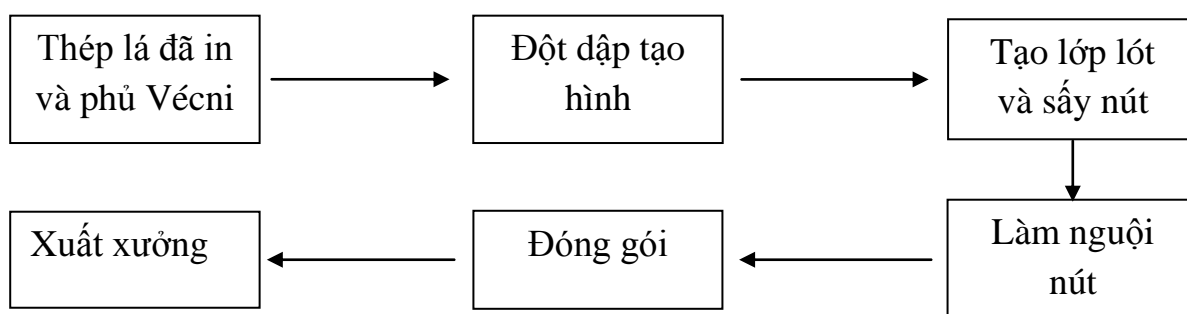 Thép lá đã in
và phủ Vécni
Đột dập tạo
hình
Tạo lớp lót
và sấy nút
Làm nguội
nút
Đóng gói
Xuất xưởng